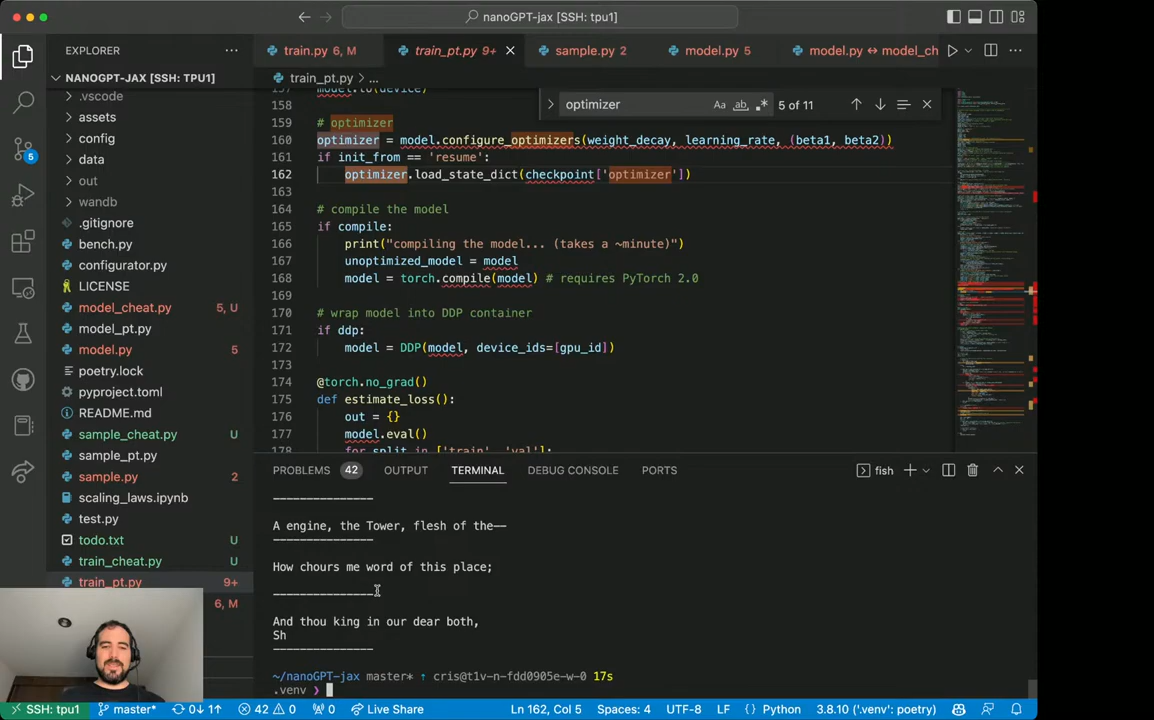 nanoGPT-jax [SSH: tpu1]
EXPLORER
train.py 6, M
train_pt.py 9+
sample.py 2
model.py 5
model.py ↔ model_ch
NANOGPT-JAX [SSH: TPU1]
train_pt.py > ...
.vscode
assets
config
data
out
wandb
.gitignore
bench.py
configurator.py
LICENSE
model_cheat.py 5, U
model_pt.py
model.py 5
poetry.lock
pyproject.toml
README.md
sample_cheat.py U
sample_pt.py
sample.py 2
scaling_laws.ipynb
test.py
todo.txt U
train_cheat.py U
train_pt.py 9+
6, M
5
optimizer
Aa ab
5 of 11
157 model.to(device)
158
159 # optimizer
160 optimizer = model.configure_optimizers(weight_decay, learning_rate, (beta1, beta2))
161 if init_from == 'resume':
162 optimizer.load_state_dict(checkpoint['optimizer'])
163
164 # compile the model
165 if compile:
166 print("compiling the model... (takes a ~minute)")
167 unoptimized_model = model
168 model = torch.compile(model) # requires PyTorch 2.0
169
170 # wrap model into DDP container
171 if ddp:
172 model = DDP(model, device_ids=[gpu_id])
173
174 @torch.no_grad()
175 def estimate_loss():
176 out = {}
177 model.eval()
178 for split in ['train', 'val']:
PROBLEMS 42 OUTPUT TERMINAL DEBUG CONSOLE PORTS
fish
---------------
A engine, the Tower, flesh of the--
---------------
How chours me word of this place;
---------------
And thou king in our dear both,
Sh
---------------
~/nanoGPT-jax master* ↑ cris@t1v-n-fdd0905e-w-0 17s
.venv ❯
SSH: tpu1
master*
0↓ 1↑
42
0
0
Live Share
Ln 162, Col 5
Spaces: 4
UTF-8
LF
Python
3.8.10 ('.venv': poetry)